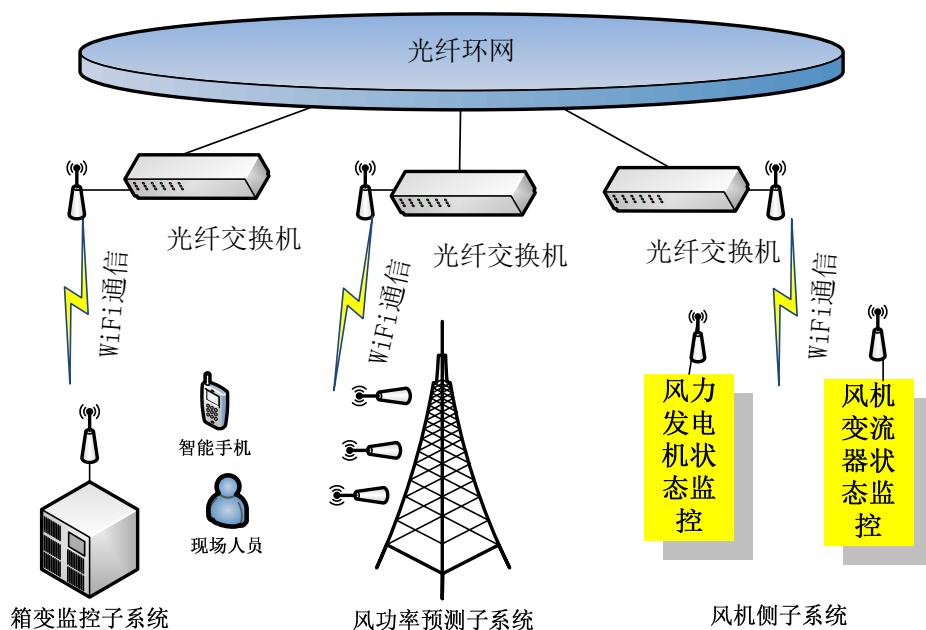 光纤环网
光纤交换机
光纤交换机
光纤交换机
WiFi通信
WiFi通信
WiFi通信
智能手机
现场人员
风力
发电
机状
态监
控
风机
变流
器状
态监
控
箱变监控子系统
风功率预测子系统
风机侧子系统